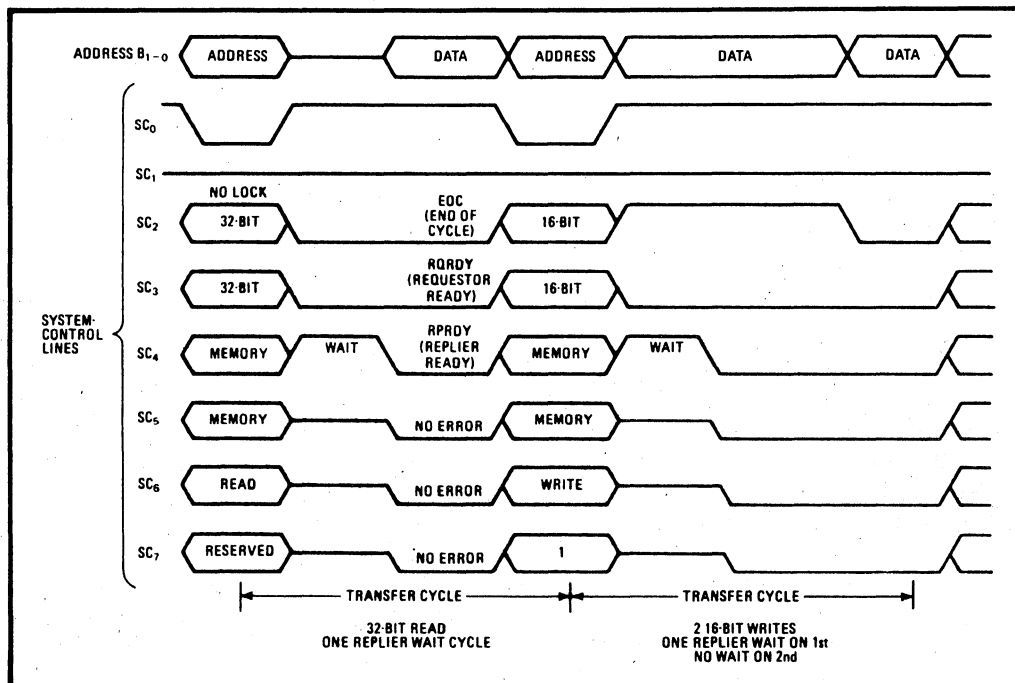 ADDRESS B1-0 ADDRESS DATA ADDRESS DATA DATA
SC0
SC1
NO LOCK
SC2 32-BIT EOC (END OF CYCLE) 16-BIT
SC3 32-BIT RQRDY (REQUESTOR READY) 16-BIT
SYSTEM-CONTROL LINES
SC4 MEMORY WAIT RPRDY (REPLIER READY) MEMORY WAIT
SC5 MEMORY NO ERROR MEMORY
SC6 READ NO ERROR WRITE
SC7 RESERVED NO ERROR 1
TRANSFER CYCLE TRANSFER CYCLE
32-BIT READ
ONE REPLIER WAIT CYCLE
2 16-BIT WRITES
ONE REPLIER WAIT ON 1st
NO WAIT ON 2nd